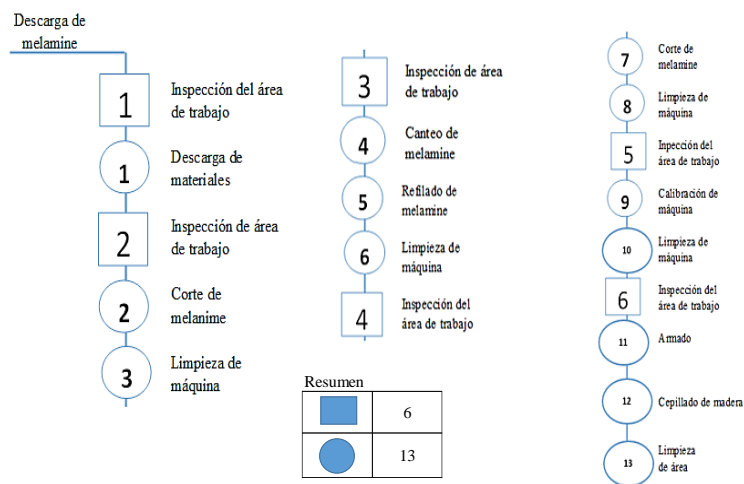 Descarga de
melamine
1
Inspección del área
de trabajo
1
Descarga de
materiales
2
Inspección de área
de trabajo
2
Corte de
melanime
3
Limpieza de
máquina
3
Inspección de área
de trabajo
4
Canteo de
melamine
5
Refilado de
melamine
6
Limpieza de
máquina
4
Inspección del
área de trabajo
Resumen
6
13
7
Corte de
melamine
8
Limpieza de
máquina
5
Inpección del
área de trabajo
9
Calibración de
máquina
10
Limpieza de
máquina
6
Inspección del
área de trabajo
11
Armado
12
Cepillado de madera
13
Limpieza
de área